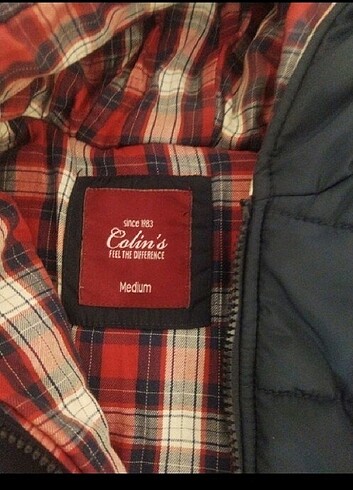 since 1983
Colin's
FEEL THE DIFFERENCE
Medium